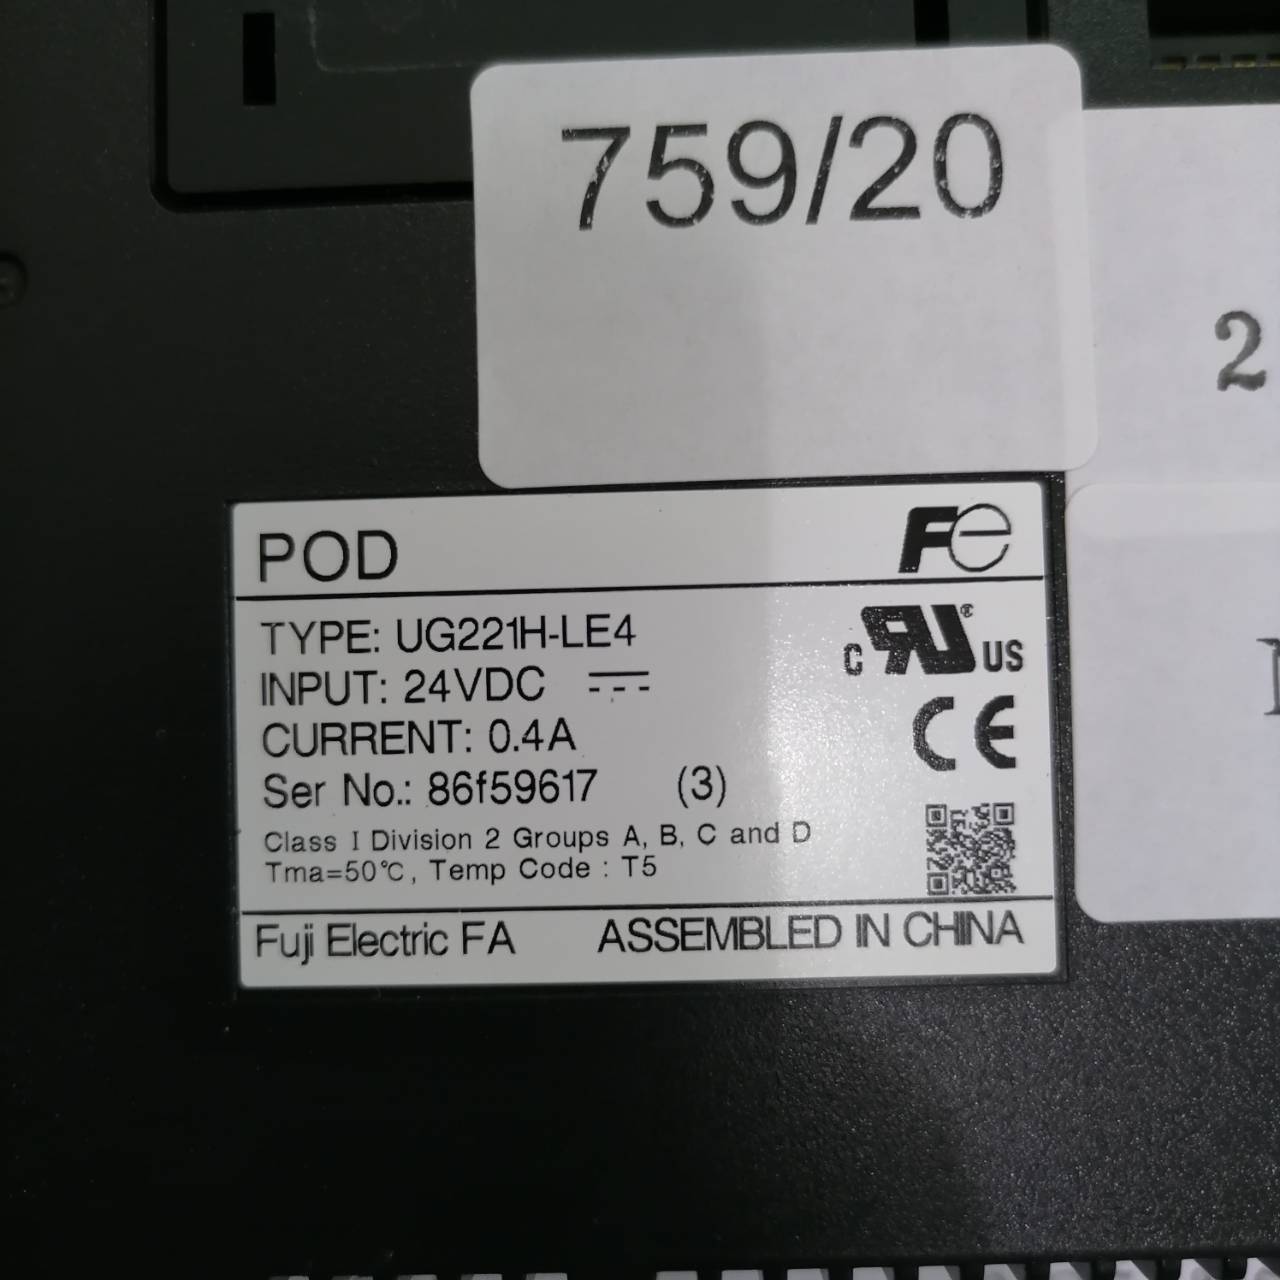 759/20
2
POD
Fe
TYPE: UG221H-LE4
INPUT: 24VDC
CURRENT: 0.4A
Ser No.: 86f59617 (3)
Class I Division 2 Groups A, B, C and D
Tma=50℃, Temp Code : T5
c RU ® US
CE
Fuji Electric FA ASSEMBLED IN CHINA